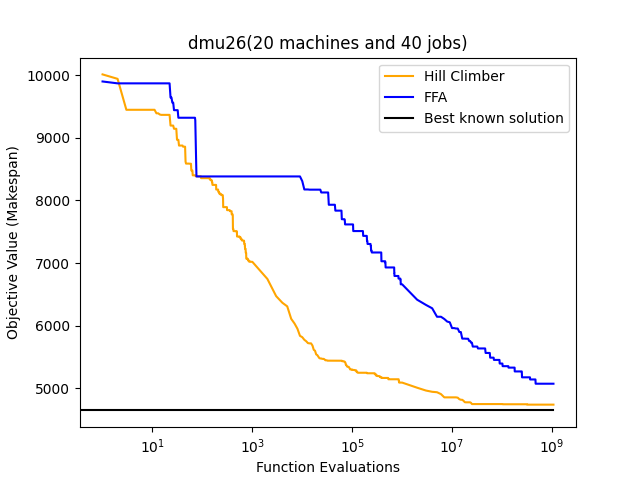 dmu26(20 machines and 40 jobs)
Hill Climber
FFA
Best known solution
Objective Value (Makespan)
10000
9000
8000
7000
6000
5000
10¹
10³
10⁵
10⁷
10⁹
Function Evaluations